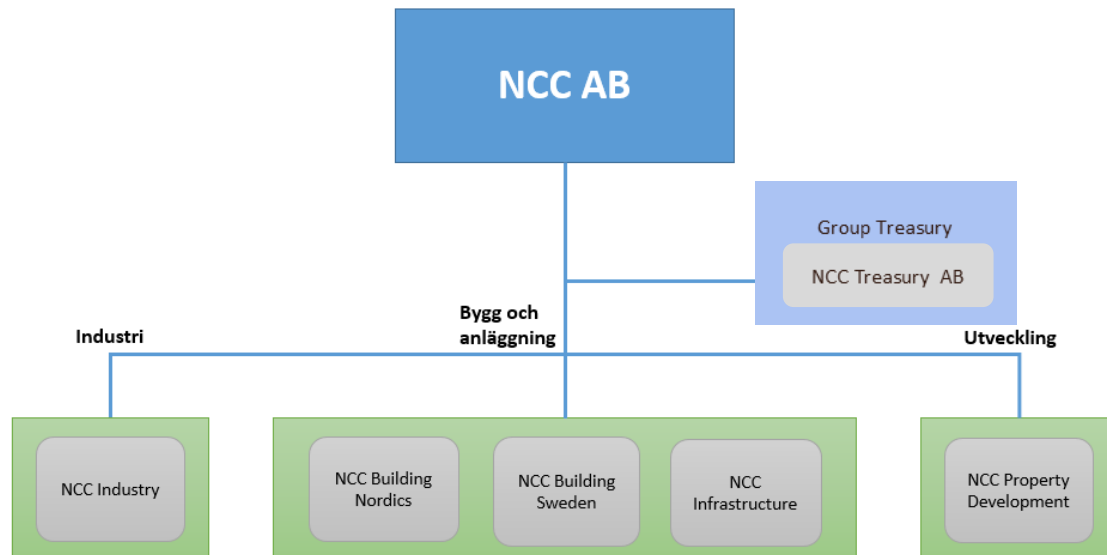 NCC AB
Group Treasury
NCC Treasury AB
Industri
Bygg och
anläggning
Utveckling
NCC Industry
NCC Building
Nordics
NCC Building
Sweden
NCC
Infrastructure
NCC Property
Development